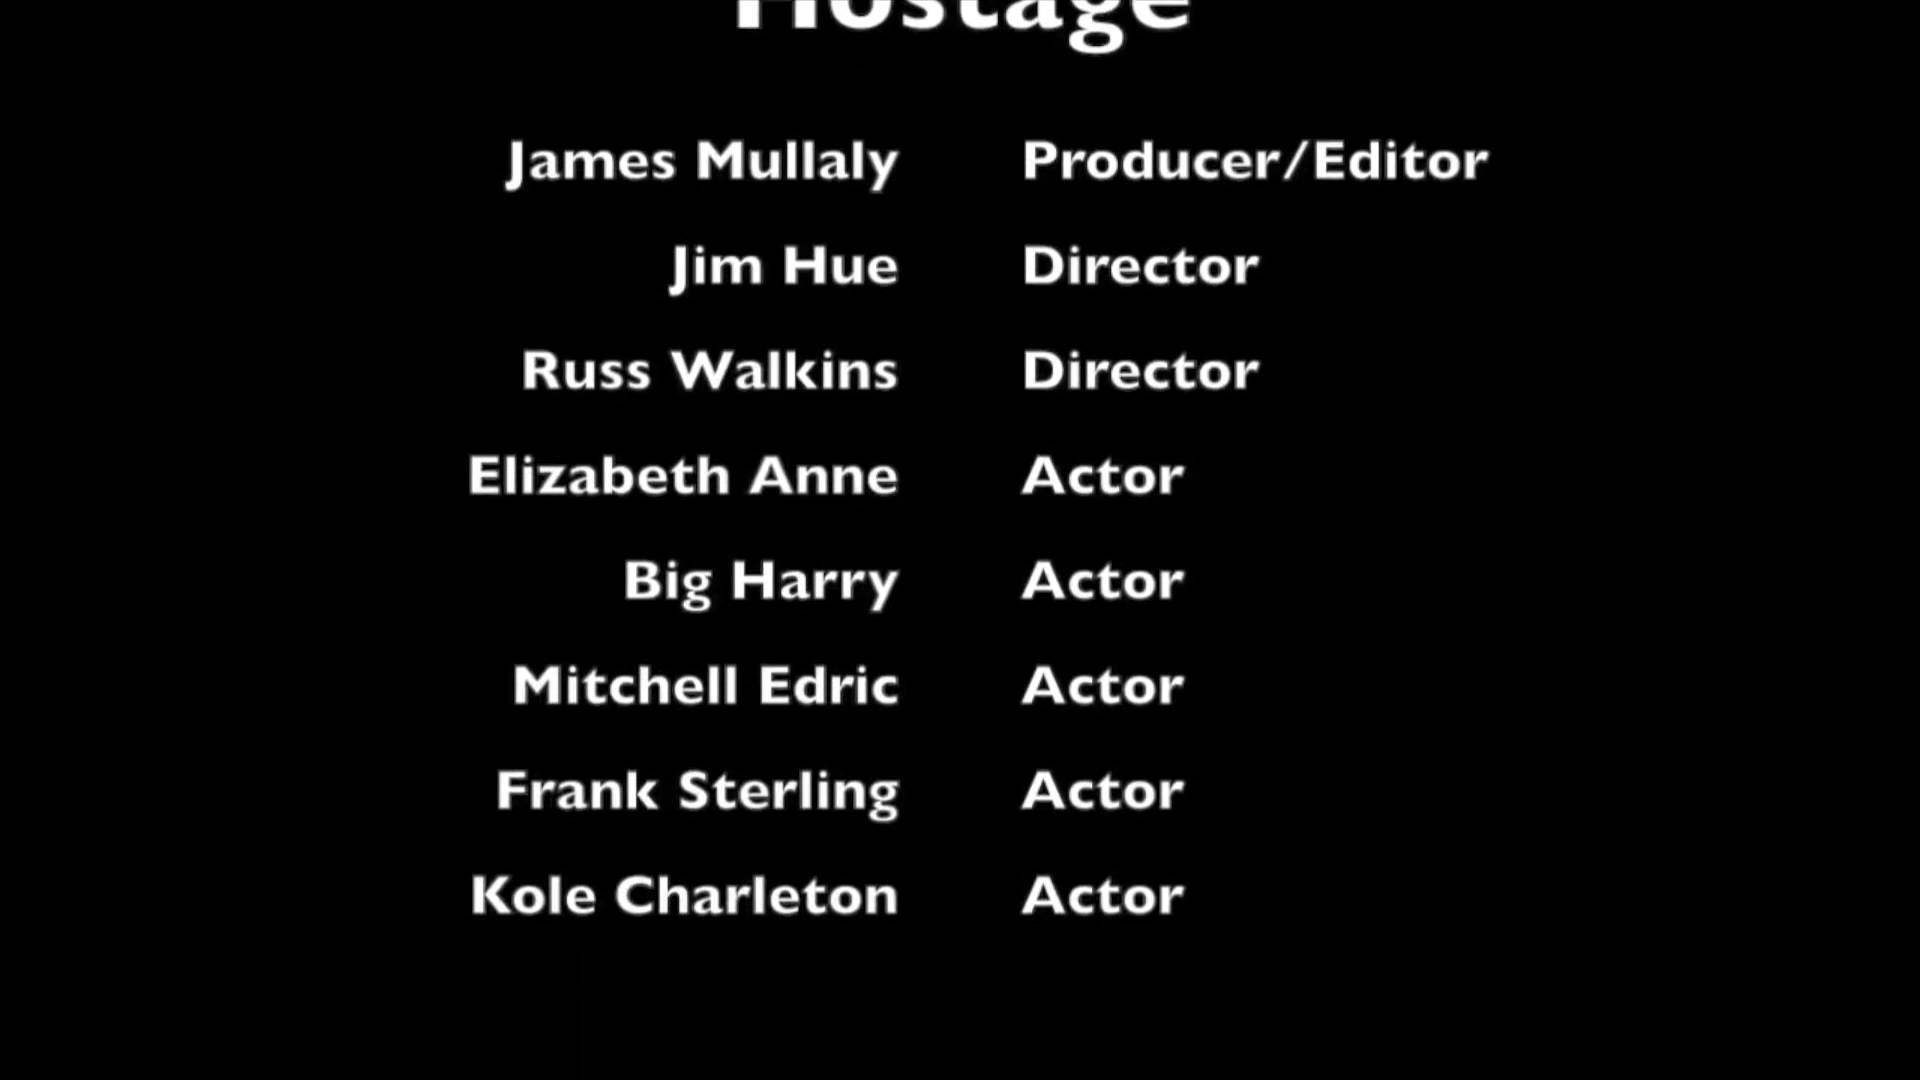 Hostage
James Mullaly Producer/Editor
Jim Hue Director
Russ Walkins Director
Elizabeth Anne Actor
Big Harry Actor
Mitchell Edric Actor
Frank Sterling Actor
Kole Charleton Actor